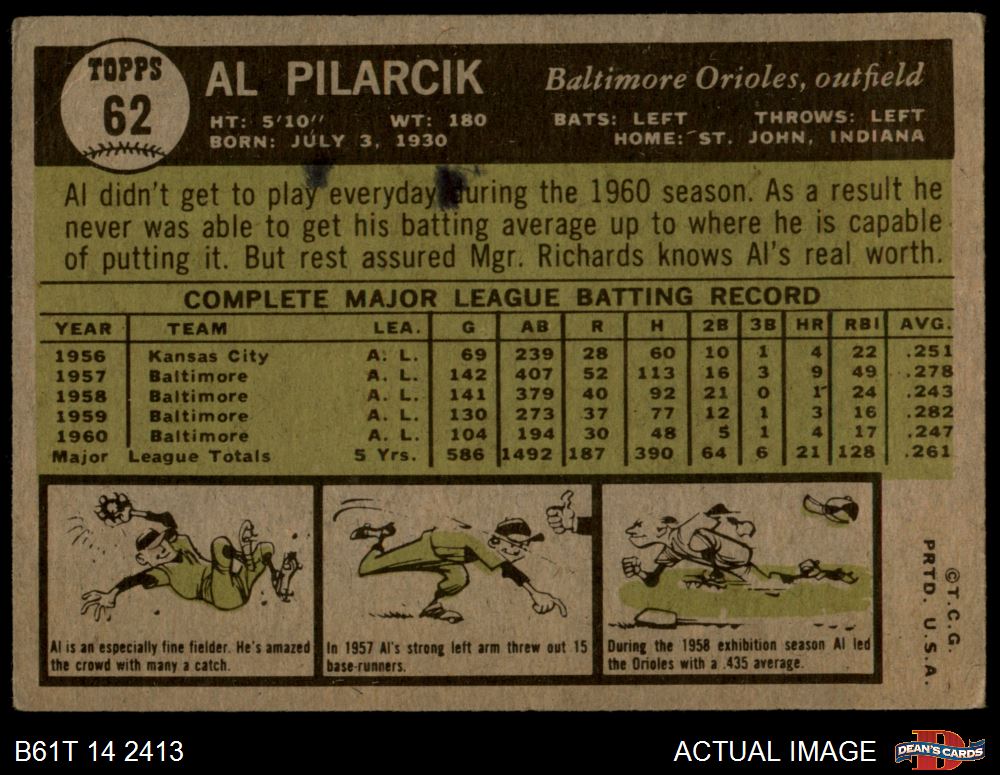 TOPPS
62
AL PILARCIK
Baltimore Orioles, outfield
HT: 5'10" WT: 180 BATS: LEFT THROWS: LEFT
BORN: JULY 3, 1930 HOME: ST. JOHN, INDIANA
Al didn't get to play everyday during the 1960 season. As a result he
never was able to get his batting average up to where he is capable
of putting it. But rest assured Mgr. Richards knows Al's real worth.
COMPLETE MAJOR LEAGUE BATTING RECORD
YEAR TEAM LEA. G AB R H 2B 3B HR RBI AVG.
1956 Kansas City A. L. 69 239 28 60 10 1 4 22 .251
1957 Baltimore A. L. 142 407 52 113 16 3 9 49 .278
1958 Baltimore A. L. 141 379 40 92 21 0 1 24 .243
1959 Baltimore A. L. 130 273 37 77 12 1 3 16 .282
1960 Baltimore A. L. 104 194 30 48 5 1 4 17 .247
Major League Totals 5 Yrs. 586 1492 187 390 64 6 21 128 .261
Al is an especially fine fielder. He's amazed
the crowd with many a catch.
In 1957 Al's strong left arm threw out 15
base-runners.
During the 1958 exhibition season Al led
the Orioles with a .435 average.
©T.C.G.
PRTD. U.S.A.
B61T 14 2413
ACTUAL IMAGE
D
DEAN'S CARDS